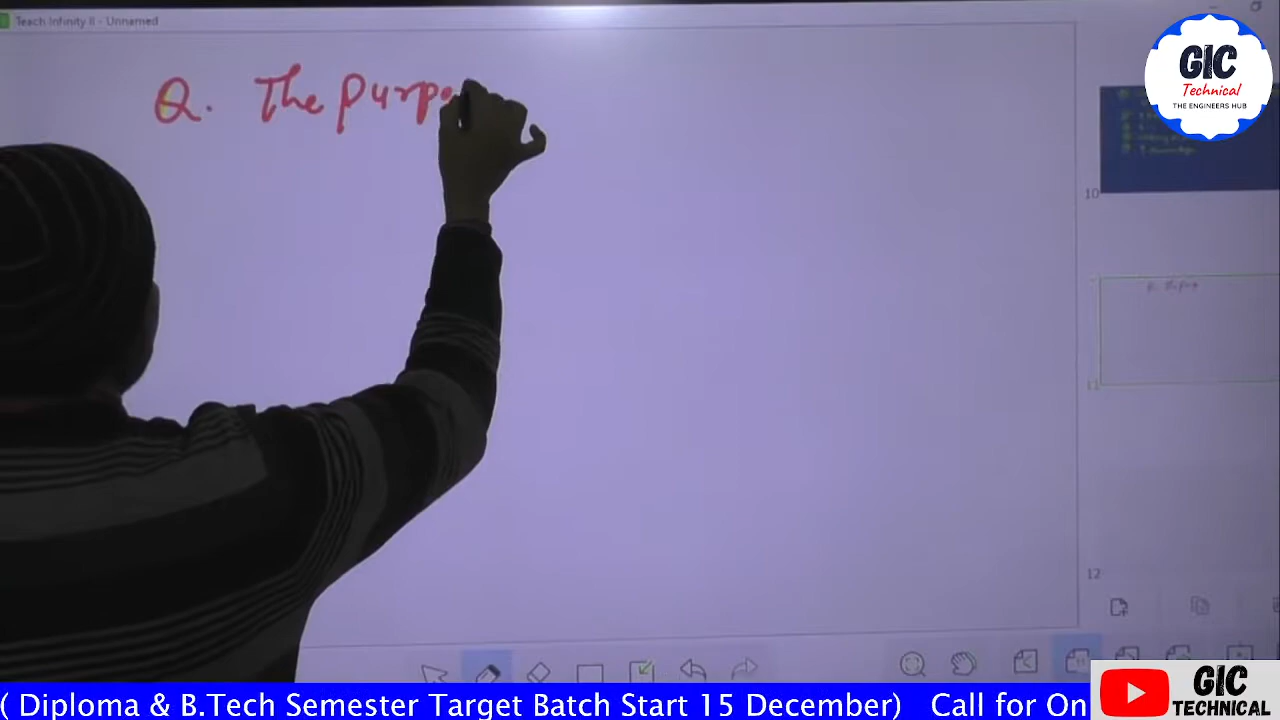 Teach Infinity II - Unnamed
Q. The purpo
GIC
Technical
THE ENGINEERS HUB
10
11
12
( Diploma & B.Tech Semester Target Batch Start 15 December) Call for On
GIC
TECHNICAL